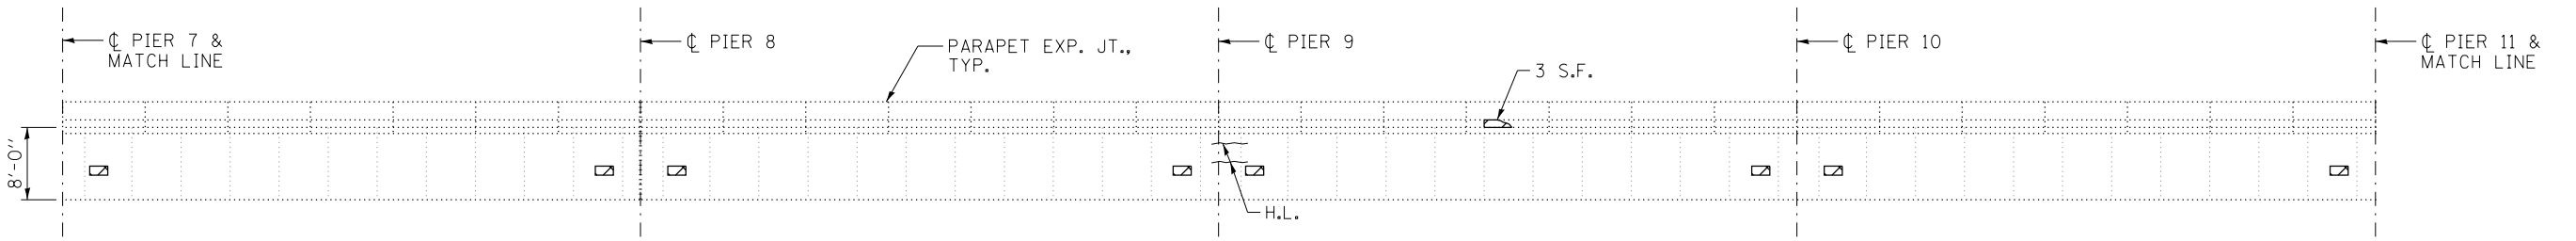 ℄ PIER 7 &
MATCH LINE
℄ PIER 8
PARAPET EXP. JT.,
TYP.
℄ PIER 9
3 S.F.
℄ PIER 10
℄ PIER 11 &
MATCH LINE
8'-0''
H.L.